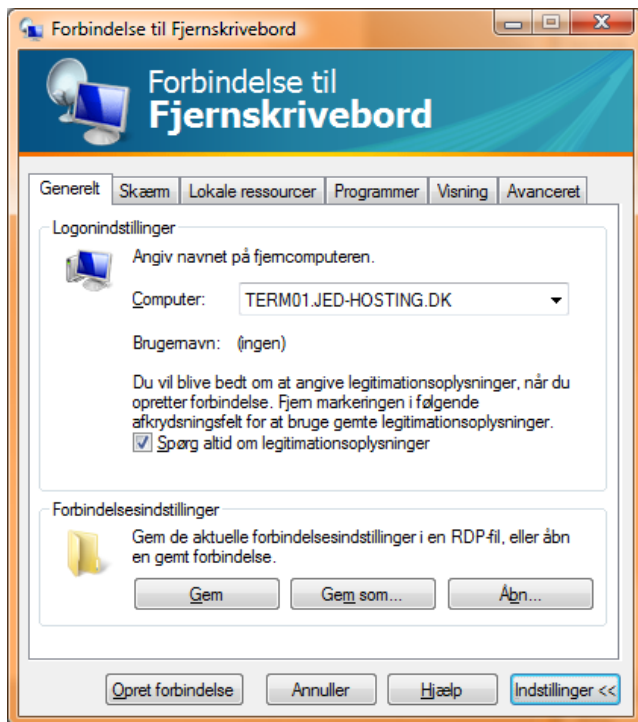 Forbindelse til Fjernskrivebord
Forbindelse til
Fjernskrivebord
Generelt Skærm Lokale ressourcer Programmer Visning Avanceret
Logonindstillinger
Angiv navnet på fjerncomputeren.
Computer: TERM01.JED-HOSTING.DK
Brugernavn: (ingen)
Du vil blive bedt om at angive legitimationsoplysninger, når du
opretter forbindelse. Fjern markeringen i følgende
afkrydsningsfelt for at bruge gemte legitimationsoplysninger.
Spørg altid om legitimationsoplysninger
Forbindelsesindstillinger
Gem de aktuelle forbindelsesindstillinger i en RDP-fil, eller åbn
en gemt forbindelse.
Gem Gem som... Åbn...
Opret forbindelse Annuller Hjælp Indstillinger <<